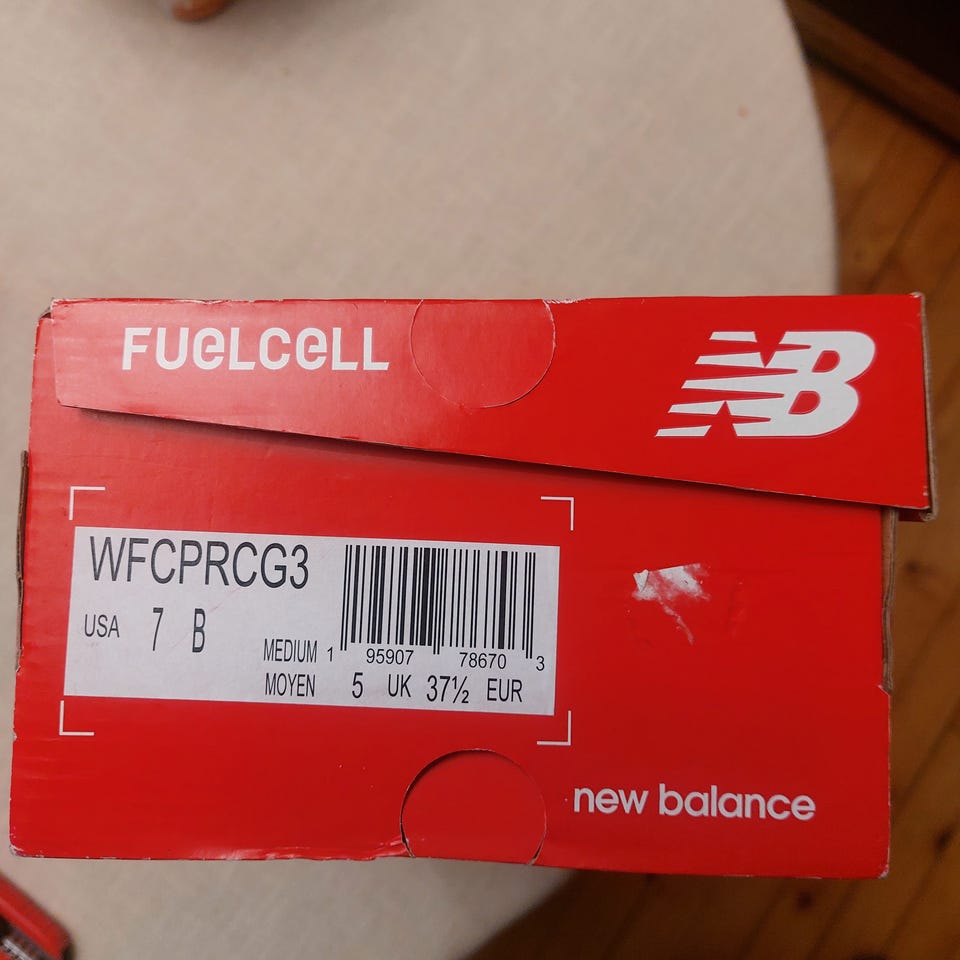 FUELCELL
NB
WFCPRCG3
USA 7 B
MEDIUM
MOYEN
1 95907 78670 3
5 UK 37½ EUR
new balance